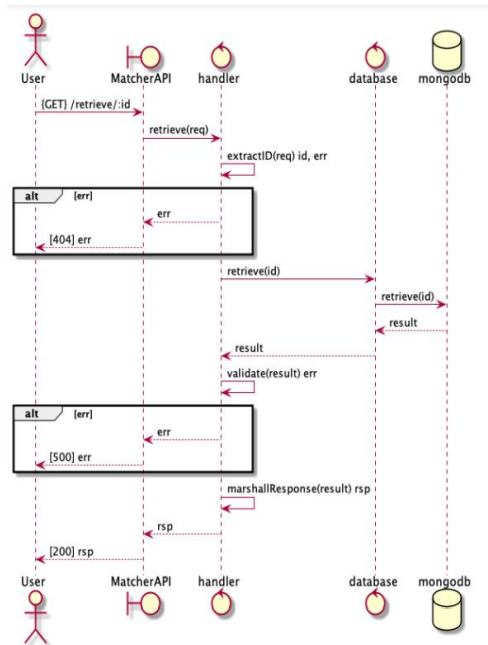 User MatcherAPI handler database mongodb
{GET} /retrieve/:id
retrieve(req)
extractID(req) id, err
alt [err]
err
[404] err
retrieve(id)
retrieve(id)
result
result
validate(result) err
alt [err]
err
[500] err
marshallResponse(result) rsp
rsp
[200] rsp
User MatcherAPI handler database mongodb